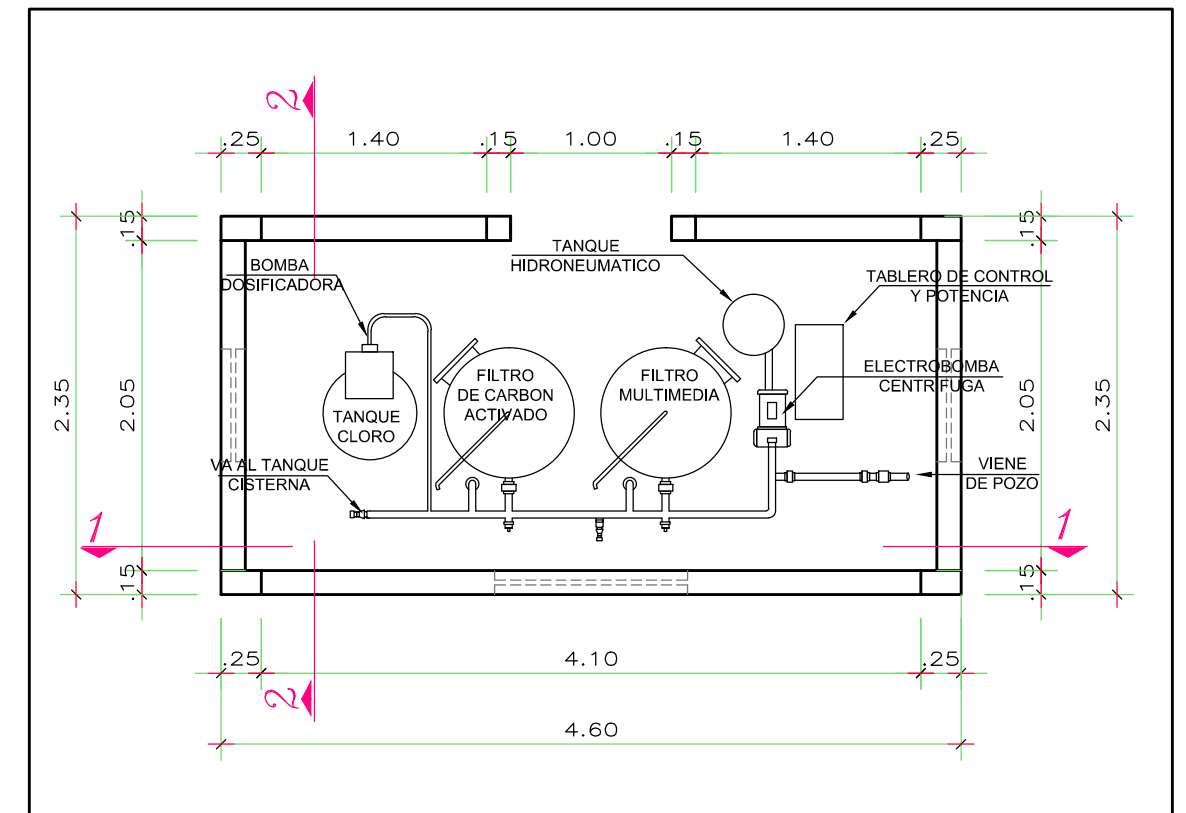 2
.25
1.40
.15
1.00
.15
1.40
.25
.15
.15
2.35
2.05
2.05
2.35
BOMBA
DOSIFICADORA
TANQUE
HIDRONEUMATICO
TABLERO DE CONTROL
Y POTENCIA
ELECTROBOMBA
CENTRIFUGA
FILTRO
DE CARBON
ACTIVADO
FILTRO
MULTIMEDIA
TANQUE
CLORO
VA AL TANQUE
CISTERNA
VIENE
DE POZO
1
1
.15
.15
.25
4.10
.25
2
4.60